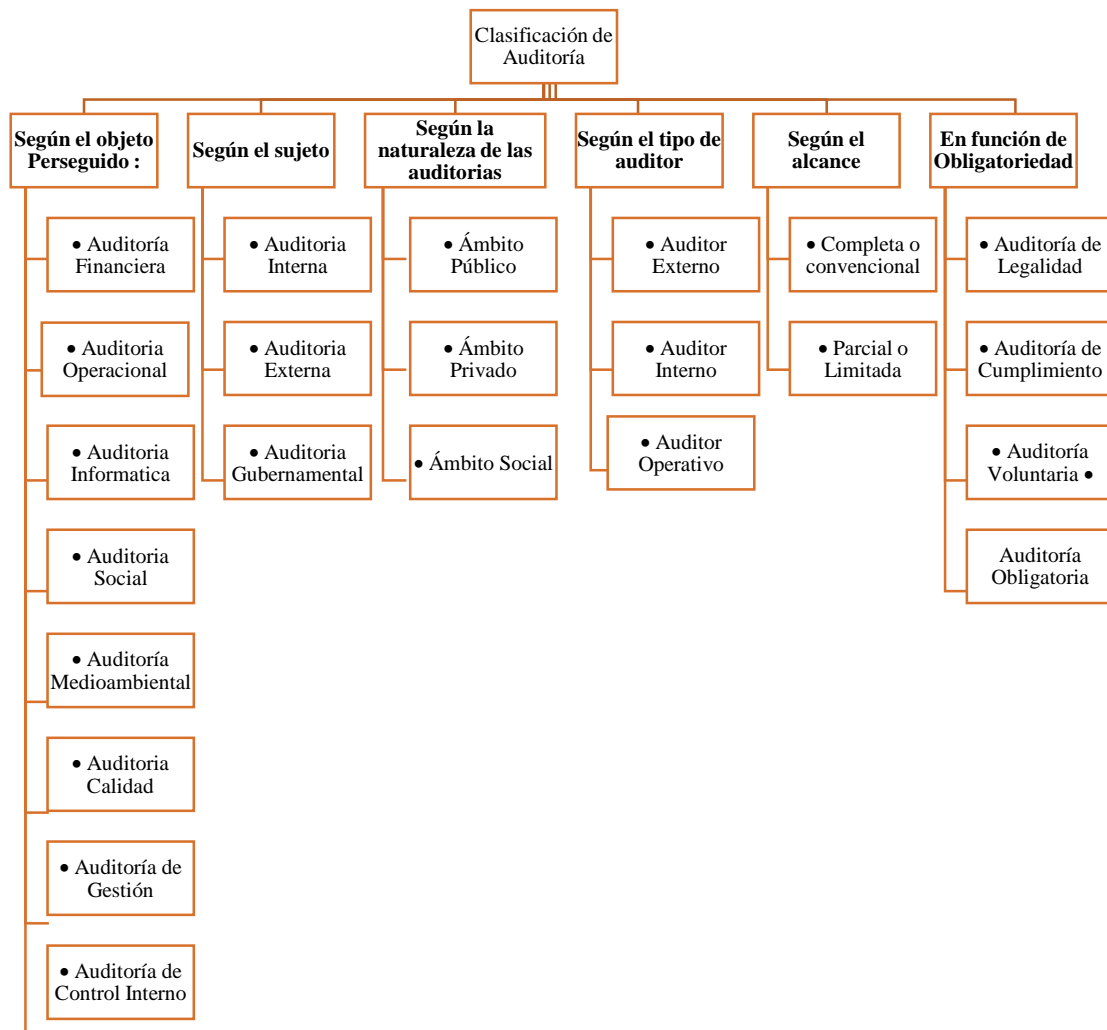 Clasificación de
Auditoría
Según el objeto
Perseguido :
• Auditoría
Financiera
• Auditoria
Operacional
• Auditoria
Informatica
• Auditoria
Social
• Auditoría
Medioambiental
• Auditoria
Calidad
• Auditoría de
Gestión
• Auditoría de
Control Interno
Según el sujeto
• Auditoria
Interna
• Auditoria
Externa
• Auditoria
Gubernamental
Según la
naturaleza de las
auditorias
• Ámbito
Público
• Ámbito
Privado
• Ámbito Social
Según el tipo de
auditor
• Auditor
Externo
• Auditor
Interno
• Auditor
Operativo
Según el
alcance
• Completa o
convencional
• Parcial o
Limitada
En función de
Obligatoriedad
• Auditoría de
Legalidad
• Auditoría de
Cumplimiento
• Auditoría
Voluntaria •
Auditoría
Obligatoria